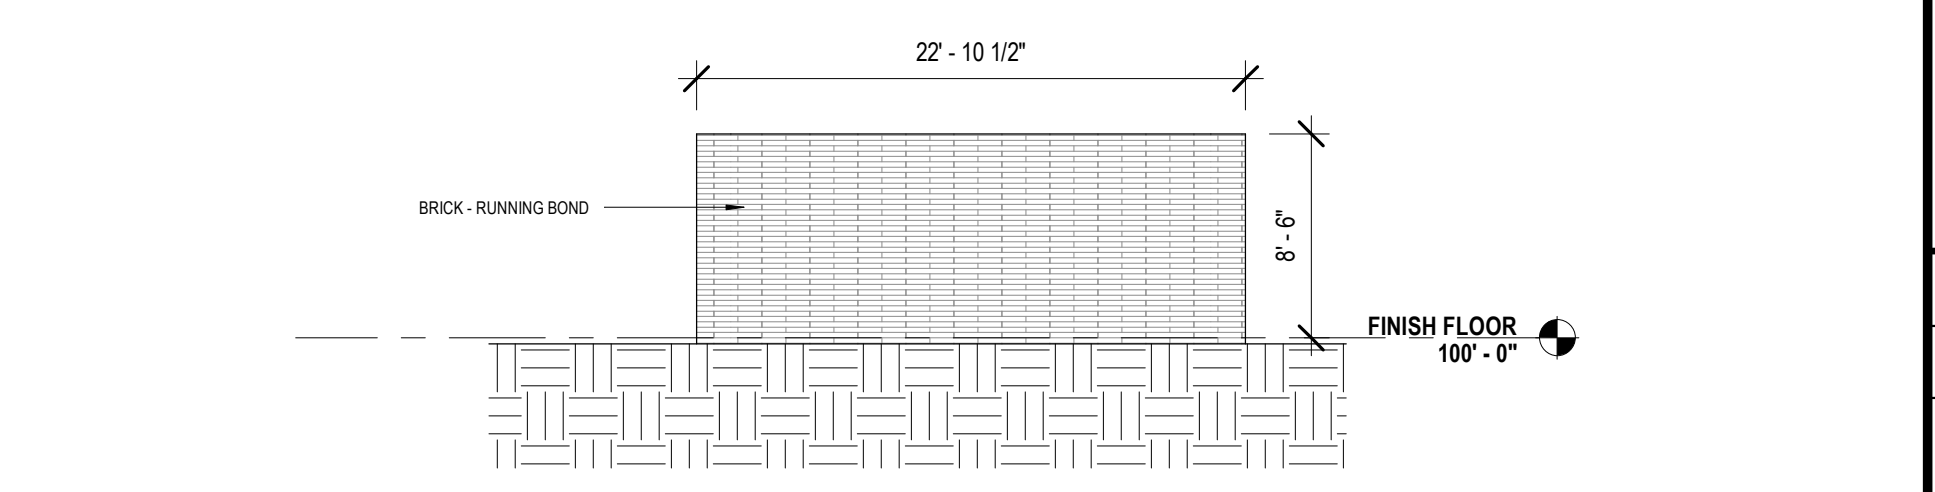 22' - 10 1/2"
BRICK - RUNNING BOND
8' - 6"
FINISH FLOOR
100' - 0"